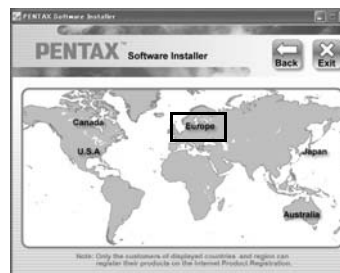 PENTAX Software Installer
PENTAX™ Software Installer
Back
Exit
Canada
Europe
U.S.A
Japan
Australia
Note: Only the customers of displayed countries and region can
register their products on the Internet Product Registration.